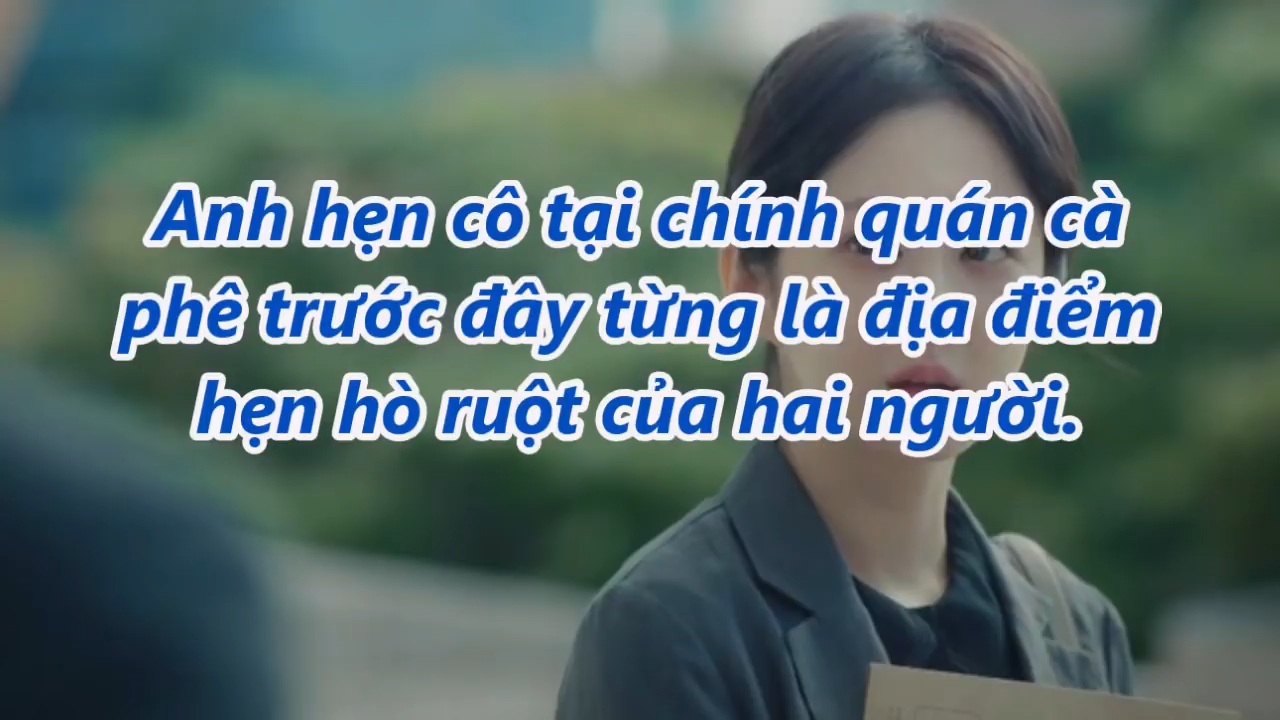 Anh hẹn cô tại chính quán cà
phê trước đây từng là địa điểm
hẹn hò ruột của hai người.